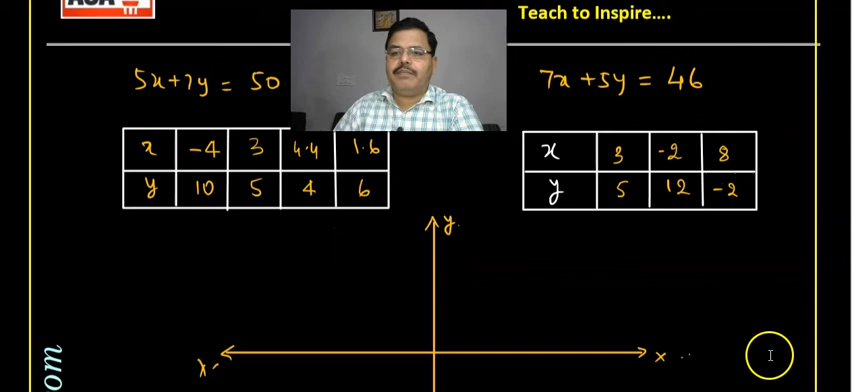 Teach to Inspire....
5x+7y = 50
7x+5y = 46
x -4 3 4.4 1.6
y 10 5 4 6
x 3 -2 8
y 5 12 -2
y
x
x
om